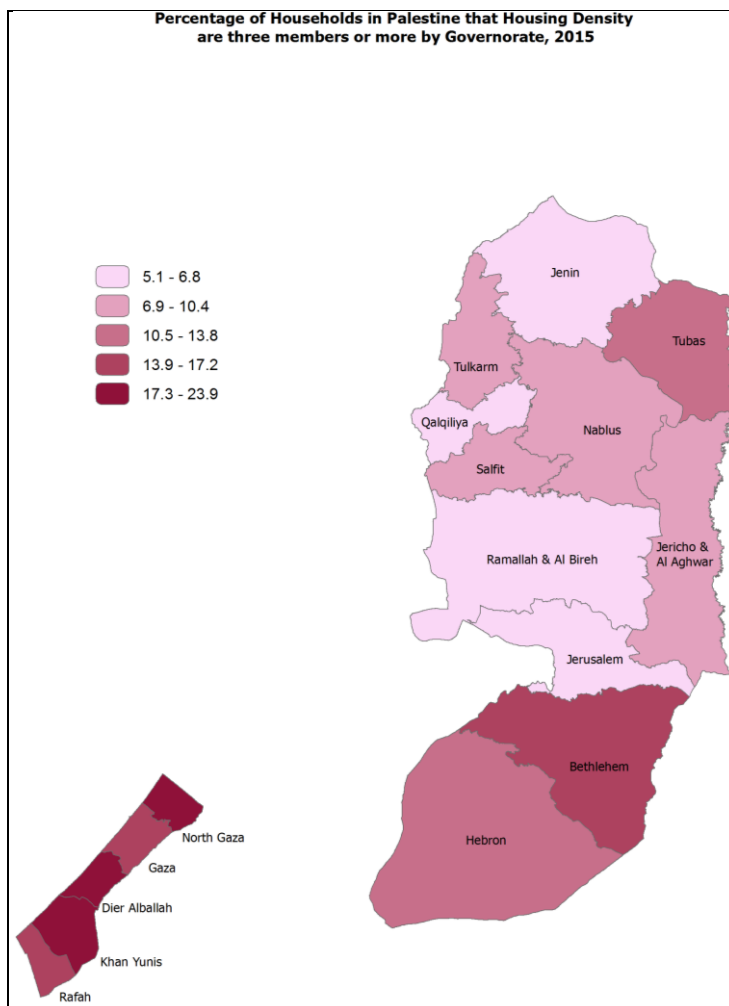 Percentage of Households in Palestine that Housing Density
are three members or more by Governorate, 2015
5.1 - 6.8
6.9 - 10.4
10.5 - 13.8
13.9 - 17.2
17.3 - 23.9
Jenin
Tubas
Tulkarm
Qalqiliya
Nablus
Salfit
Ramallah & Al Bireh
Jericho &
Al Aghwar
Jerusalem
Bethlehem
Hebron
North Gaza
Gaza
Dier Alballah
Khan Yunis
Rafah